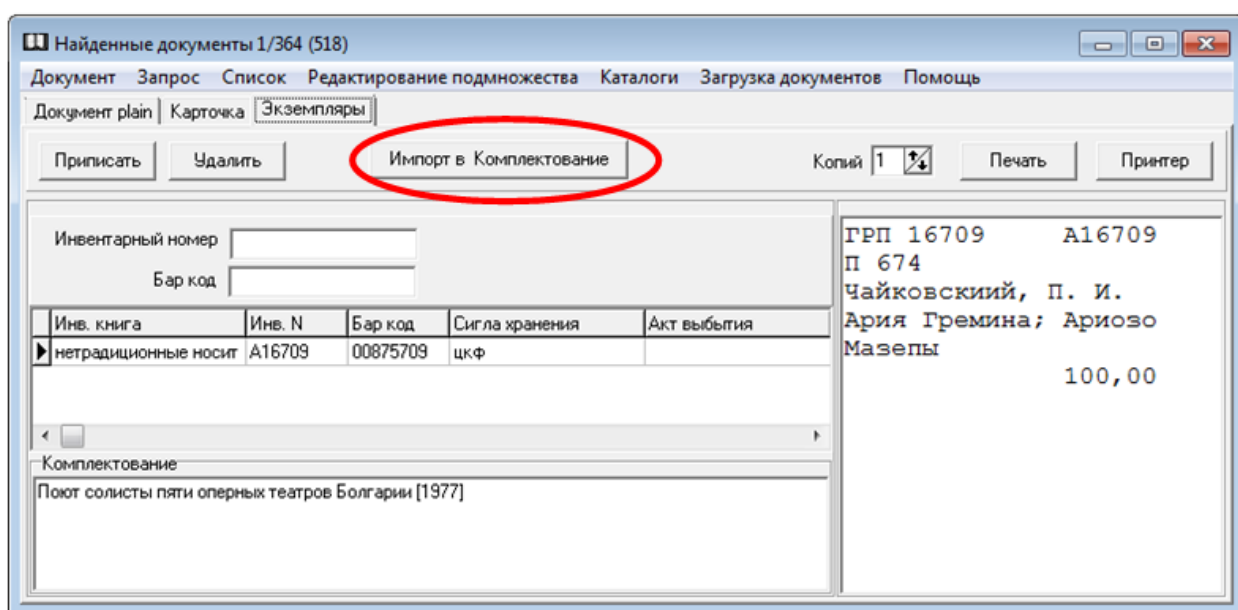 Найденные документы 1/364 (518)
Документ Запрос Список Редактирование подмножества Каталоги Загрузка документов Помощь
Документ plain Карточка Экземпляры
Приписать Удалить Импорт в Комплектование Копий 1 Печать Принтер
Инвентарный номер
Бар код
Инв. книга Инв. N Бар код Сигла хранения Акт выбытия
нетрадиционные носит А16709 00875709 цкф
Комплектование
Поют солисты пяти оперных театров Болгарии [1977]
ГРП 16709 А16709
П 674
Чайковскиий, П. И.
Ария Гремина; Ариозо
Мазепы
100,00